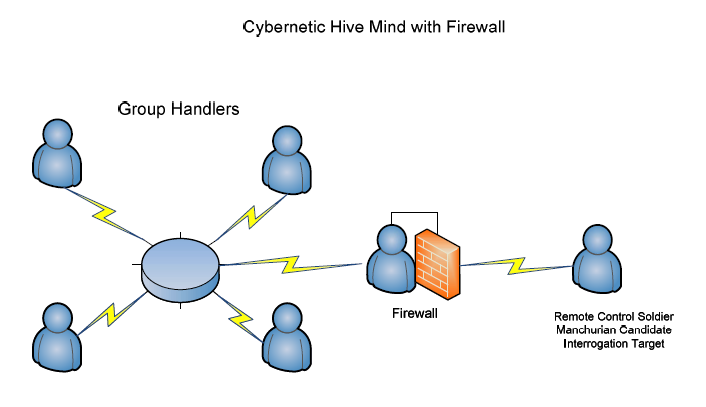 Cybernetic Hive Mind with Firewall
Group Handlers
Firewall
Remote Control Soldier
Manchurian Candidate
Interrogation Target